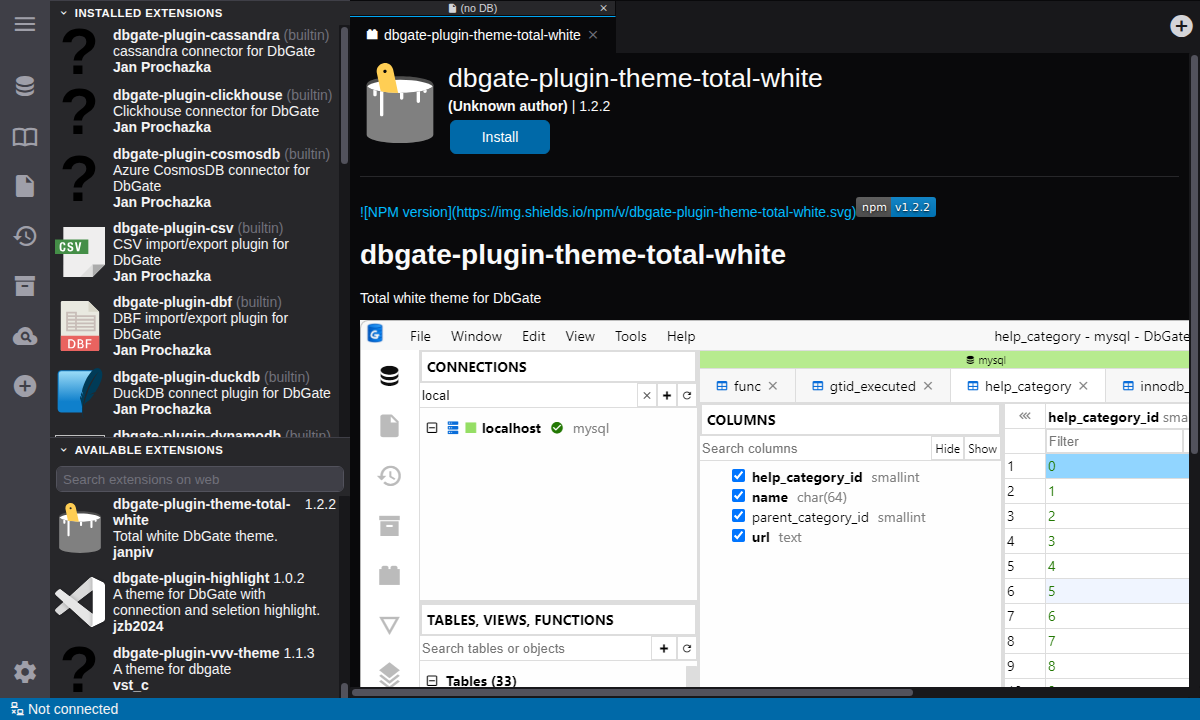 INSTALLED EXTENSIONS
dbgate-plugin-cassandra (builtin)
cassandra connector for DbGate
Jan Prochazka
dbgate-plugin-clickhouse (builtin)
Clickhouse connector for DbGate
Jan Prochazka
dbgate-plugin-cosmosdb (builtin)
Azure CosmosDB connector for
DbGate
Jan Prochazka
CSV
dbgate-plugin-csv (builtin)
CSV import/export plugin for
DbGate
Jan Prochazka
DBF
dbgate-plugin-dbf (builtin)
DBF import/export plugin for
DbGate
Jan Prochazka
dbgate-plugin-duckdb (builtin)
DuckDB connect plugin for DbGate
Jan Prochazka
dbgate-plugin-dynamodb (builtin)
AVAILABLE EXTENSIONS
Search extensions on web
dbgate-plugin-theme-total-white 1.2.2
Total white DbGate theme.
janpiv
dbgate-plugin-highlight 1.0.2
A theme for DbGate with
connection and seletion highlight.
jzb2024
dbgate-plugin-vvv-theme 1.1.3
A theme for dbgate
vst_c
(no DB)
dbgate-plugin-theme-total-white
dbgate-plugin-theme-total-white
(Unknown author) | 1.2.2
Install
![NPM version](https://img.shields.io/npm/v/dbgate-plugin-theme-total-white.svg) npm v1.2.2
dbgate-plugin-theme-total-white
Total white theme for DbGate
File Window Edit View Tools Help help_category - mysql - DbGate
CONNECTIONS
local
localhost mysql
TABLES, VIEWS, FUNCTIONS
Search tables or objects
Tables (33)
mysql
func gtid_executed help_category innodb_
COLUMNS
Search columns Hide Show
help_category_id smallint
name char(64)
parent_category_id smallint
url text
help_category_id sma
Filter
1 0
2 1
3 2
4 3
5 4
6 5
7 6
8 7
9 8
Not connected